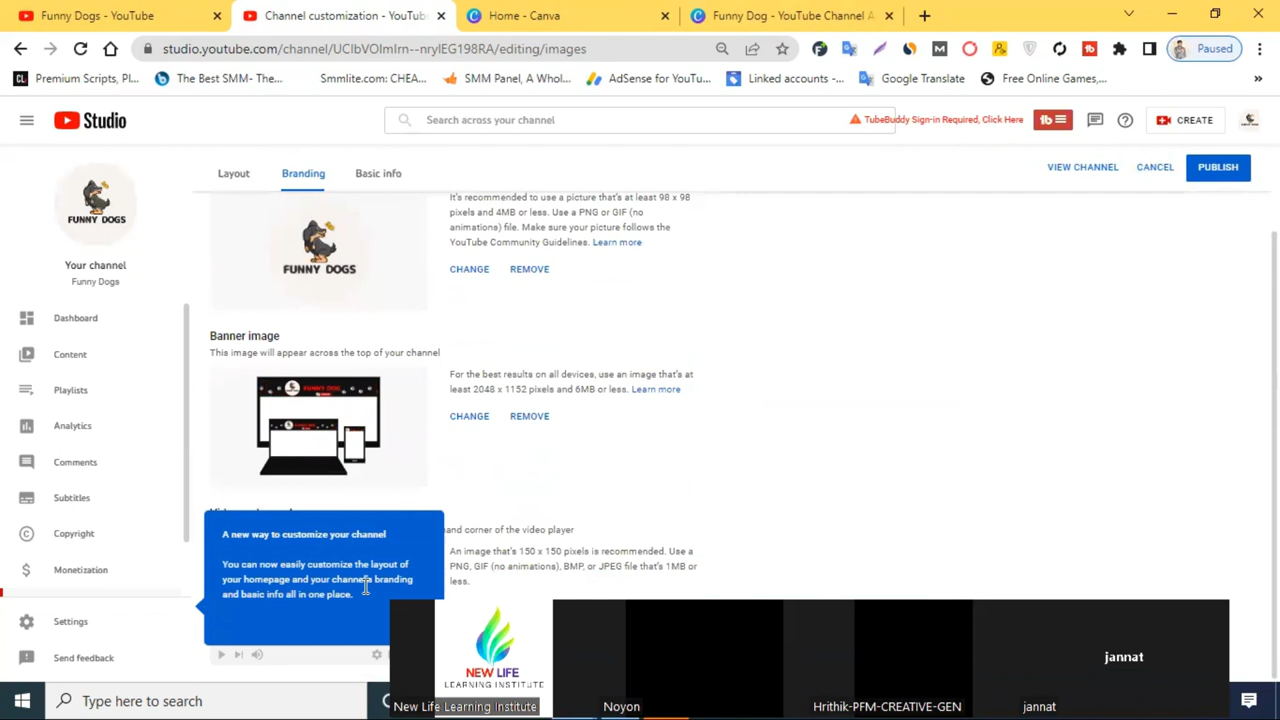 Funny Dogs - YouTube
Channel customization - YouTube
Home - Canva
Funny Dog - YouTube Channel A
studio.youtube.com/channel/UCIbVOImIrn--nrylEG198RA/editing/images
Paused
Premium Scripts, Pl...
The Best SMM- The...
Smmlite.com: CHEA...
SMM Panel, A Whol...
AdSense for YouTu...
Linked accounts -...
Google Translate
Free Online Games,...
Studio
Search across your channel
TubeBuddy Sign-in Required, Click Here
CREATE
Layout
Branding
Basic info
VIEW CHANNEL
CANCEL
PUBLISH
FUNNY DOGS
Your channel
Funny Dogs
Dashboard
Content
Playlists
Analytics
Comments
Subtitles
Copyright
Monetization
Settings
Send feedback
It's recommended to use a picture that's at least 98 x 98
pixels and 4MB or less. Use a PNG or GIF (no
animations) file. Make sure your picture follows the
YouTube Community Guidelines. Learn more
FUNNY DOGS
CHANGE
REMOVE
Banner image
This image will appear across the top of your channel
FUNNY DOG
For the best results on all devices, use an image that's at
least 2048 x 1152 pixels and 6MB or less. Learn more
CHANGE
REMOVE
and corner of the video player
An image that's 150 x 150 pixels is recommended. Use a
PNG, GIF (no animations), BMP, or JPEG file that's 1MB or
less.
A new way to customize your channel
You can now easily customize the layout of
your homepage and your channel's branding
and basic info all in one place.
NEW LIFE
LEARNING INSTITUTE
New Life Learning Institute
Noyon
Hrithik-PFM-CREATIVE-GEN
jannat
jannat
Type here to search